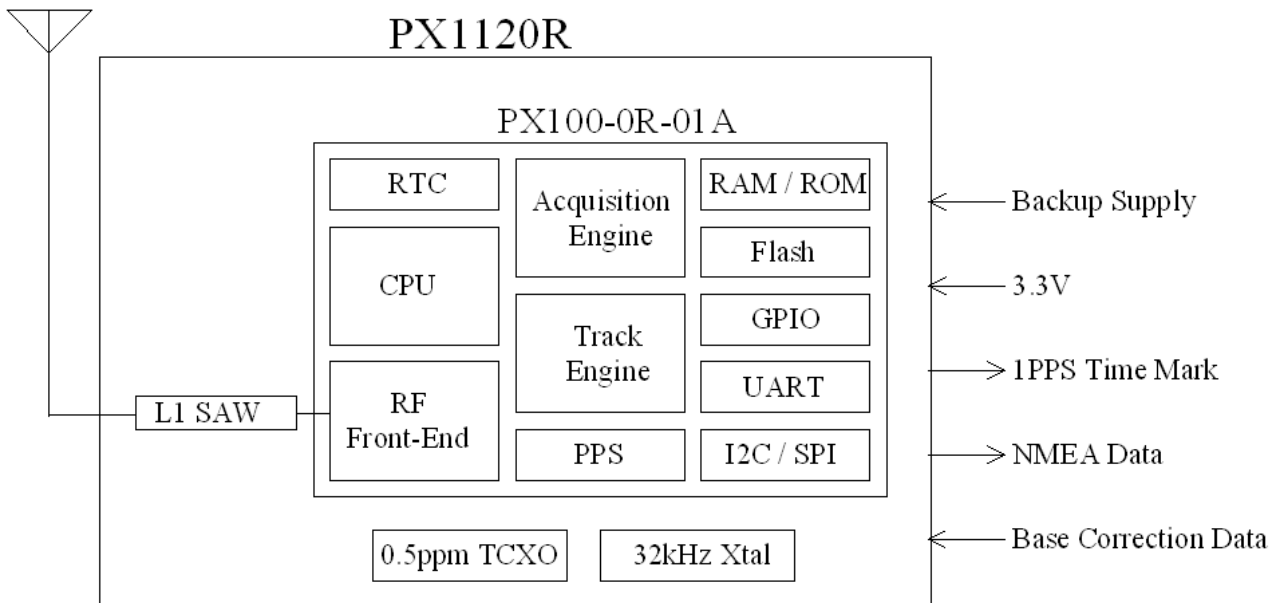 PX1120R
PX100-0R-01A
RTC
Acquisition
Engine
RAM / ROM
Backup Supply
CPU
Flash
3.3V
Track
Engine
GPIO
1PPS Time Mark
L1 SAW
RF
Front-End
UART
PPS
I2C / SPI
NMEA Data
0.5ppm TCXO
32kHz Xtal
Base Correction Data